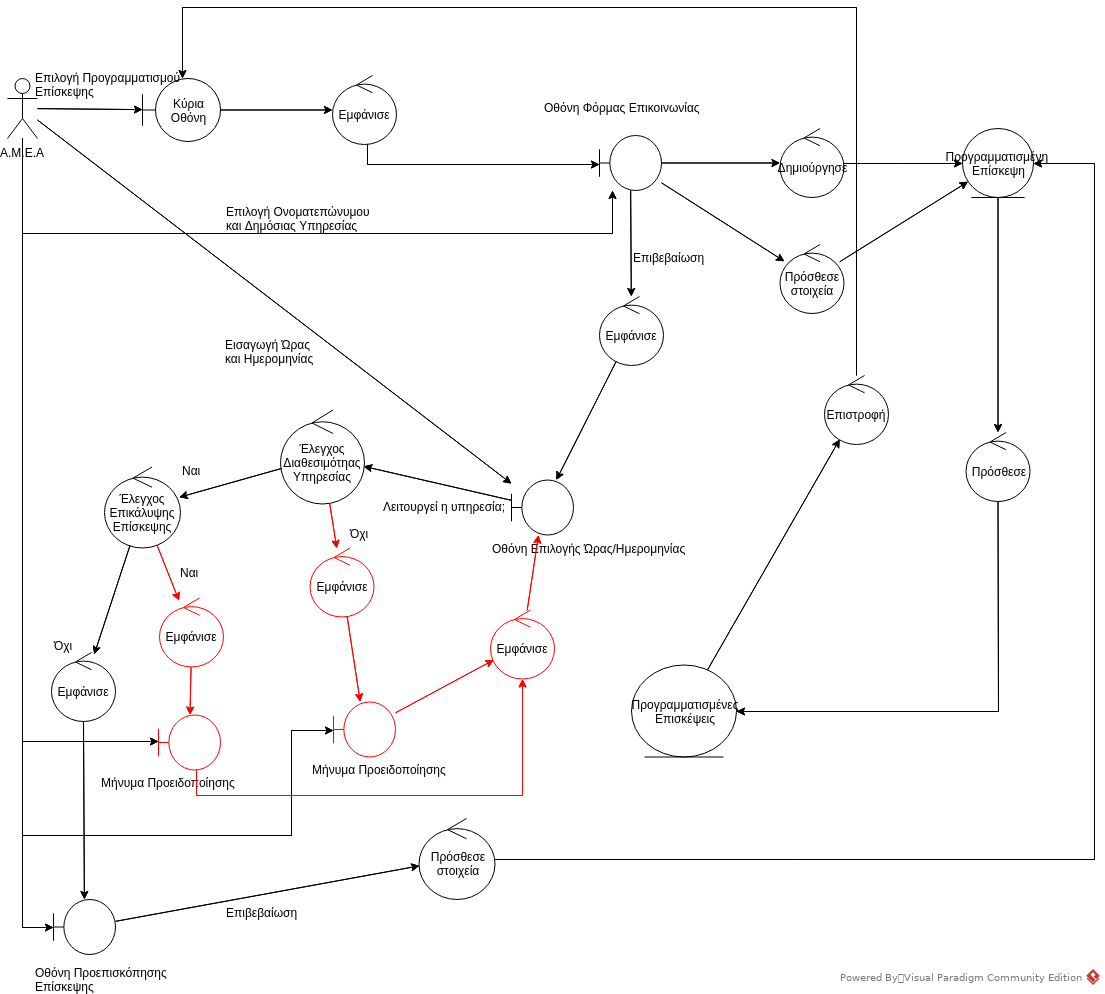 Επιλογή Προγραμματισμού
Επίσκεψης
Κύρια
Οθόνη
Εμφάνισε
Οθόνη Φόρμας Επικοινωνίας
Α.Μ.Ε.Α
Δημιούργησε
Προγραμματισμένη
Επίσκεψη
Επιλογή Ονοματεπώνυμου
και Δημόσιας Υπηρεσίας
Επιβεβαίωση
Πρόσθεσε
στοιχεία
Εμφάνισε
Εισαγωγή Ώρας
και Ημερομηνίας
Επιστροφή
Έλεγχος
Διαθεσιμότηας
Υπηρεσίας
Ναι
Πρόσθεσε
Έλεγχος
Επικάλυψης
Επίσκεψης
Λειτουργεί η υπηρεσία;
Όχι
Οθόνη Επιλογής Ώρας/Ημερομηνίας
Ναι
Εμφάνισε
Εμφάνισε
Εμφάνισε
Όχι
Εμφάνισε
Προγραμματισμένες
Επισκέψεις
Μήνυμα Προειδοποίησης
Μήνυμα Προειδοποίησης
Πρόσθεσε
στοιχεία
Επιβεβαίωση
Οθόνη Προεπισκόπησης
Επίσκεψης
Powered By Visual Paradigm Community Edition